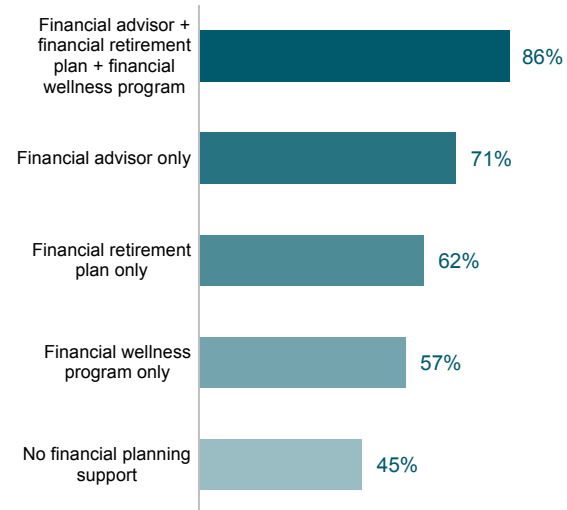 Financial advisor +
financial retirement
plan + financial
wellness program
86%
Financial advisor only
71%
Financial retirement
plan only
62%
Financial wellness
program only
57%
No financial planning
support
45%